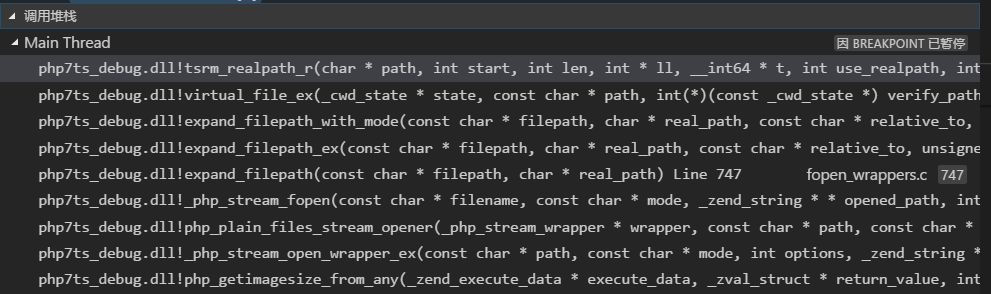 调用堆栈
Main Thread 因 BREAKPOINT 已暂停
php7ts_debug.dll!tsrm_realpath_r(char * path, int start, int len, int * ll, __int64 * t, int use_realpath, int
php7ts_debug.dll!virtual_file_ex(_cwd_state * state, const char * path, int(*)(const _cwd_state *) verify_path
php7ts_debug.dll!expand_filepath_with_mode(const char * filepath, char * real_path, const char * relative_to,
php7ts_debug.dll!expand_filepath_ex(const char * filepath, char * real_path, const char * relative_to, unsigne
php7ts_debug.dll!expand_filepath(const char * filepath, char * real_path) Line 747 fopen_wrappers.c 747
php7ts_debug.dll!_php_stream_fopen(const char * filename, const char * mode, _zend_string * * opened_path, int
php7ts_debug.dll!php_plain_files_stream_opener(_php_stream_wrapper * wrapper, const char * path, const char *
php7ts_debug.dll!_php_stream_open_wrapper_ex(const char * path, const char * mode, int options, _zend_string *
php7ts_debug.dll!php_getimagesize_from_any(_zend_execute_data * execute_data, _zval_struct * return_value, int